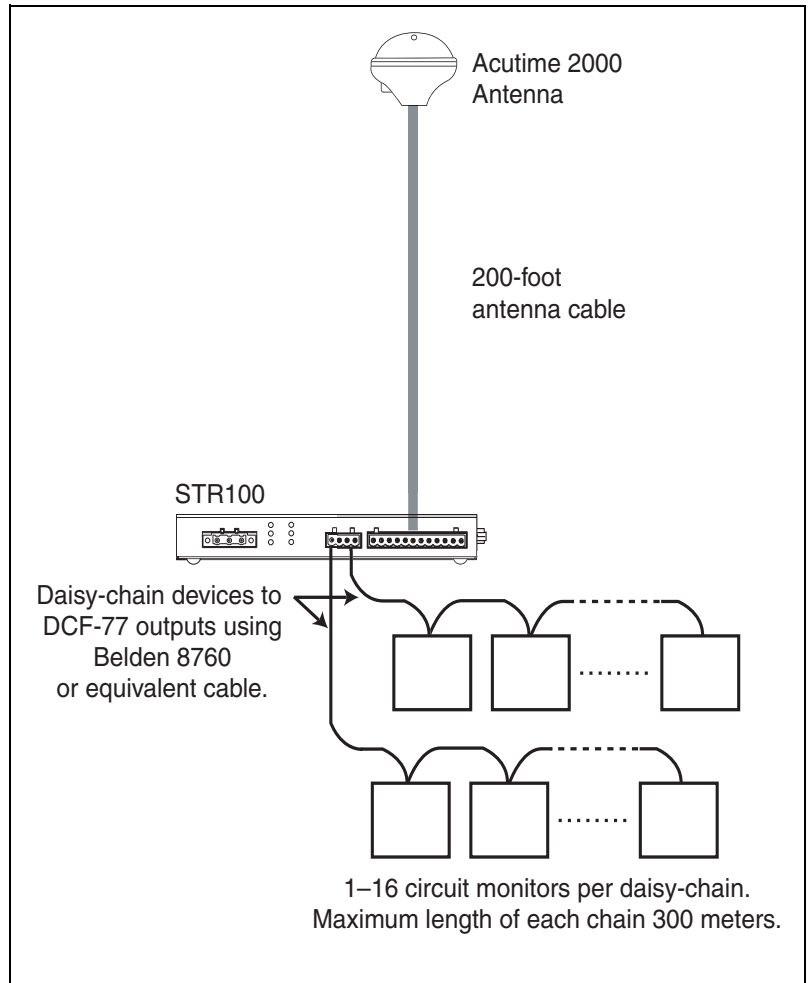 Acutime 2000
Antenna
200-foot
antenna cable
STR100
Daisy-chain devices to
DCF-77 outputs using
Belden 8760
or equivalent cable.
1–16 circuit monitors per daisy-chain.
Maximum length of each chain 300 meters.